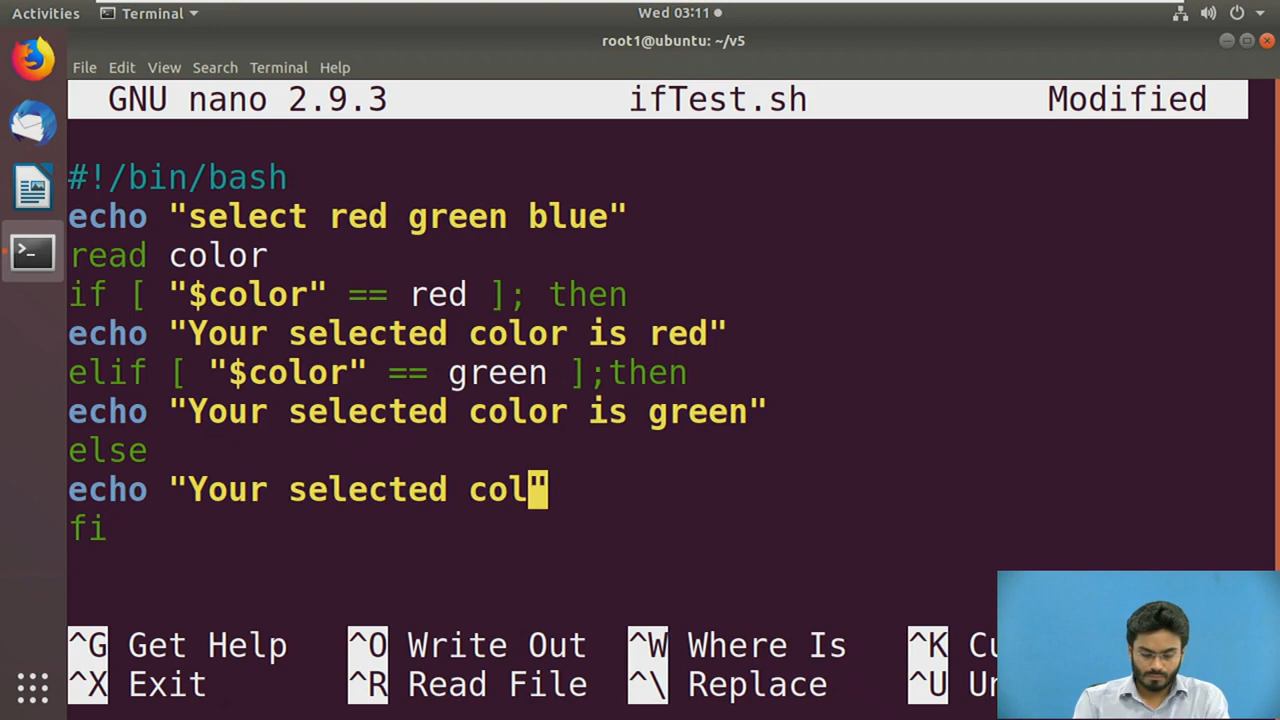 Activities Terminal Wed 03:11
root1@ubuntu: ~/v5
File Edit View Search Terminal Help
GNU nano 2.9.3 ifTest.sh Modified
#!/bin/bash
echo "select red green blue"
read color
if [ "$color" == red ]; then
echo "Your selected color is red"
elif [ "$color" == green ];then
echo "Your selected color is green"
else
echo "Your selected col"
fi
^G Get Help ^O Write Out ^W Where Is ^K
^X Exit ^R Read File ^\ Replace ^U